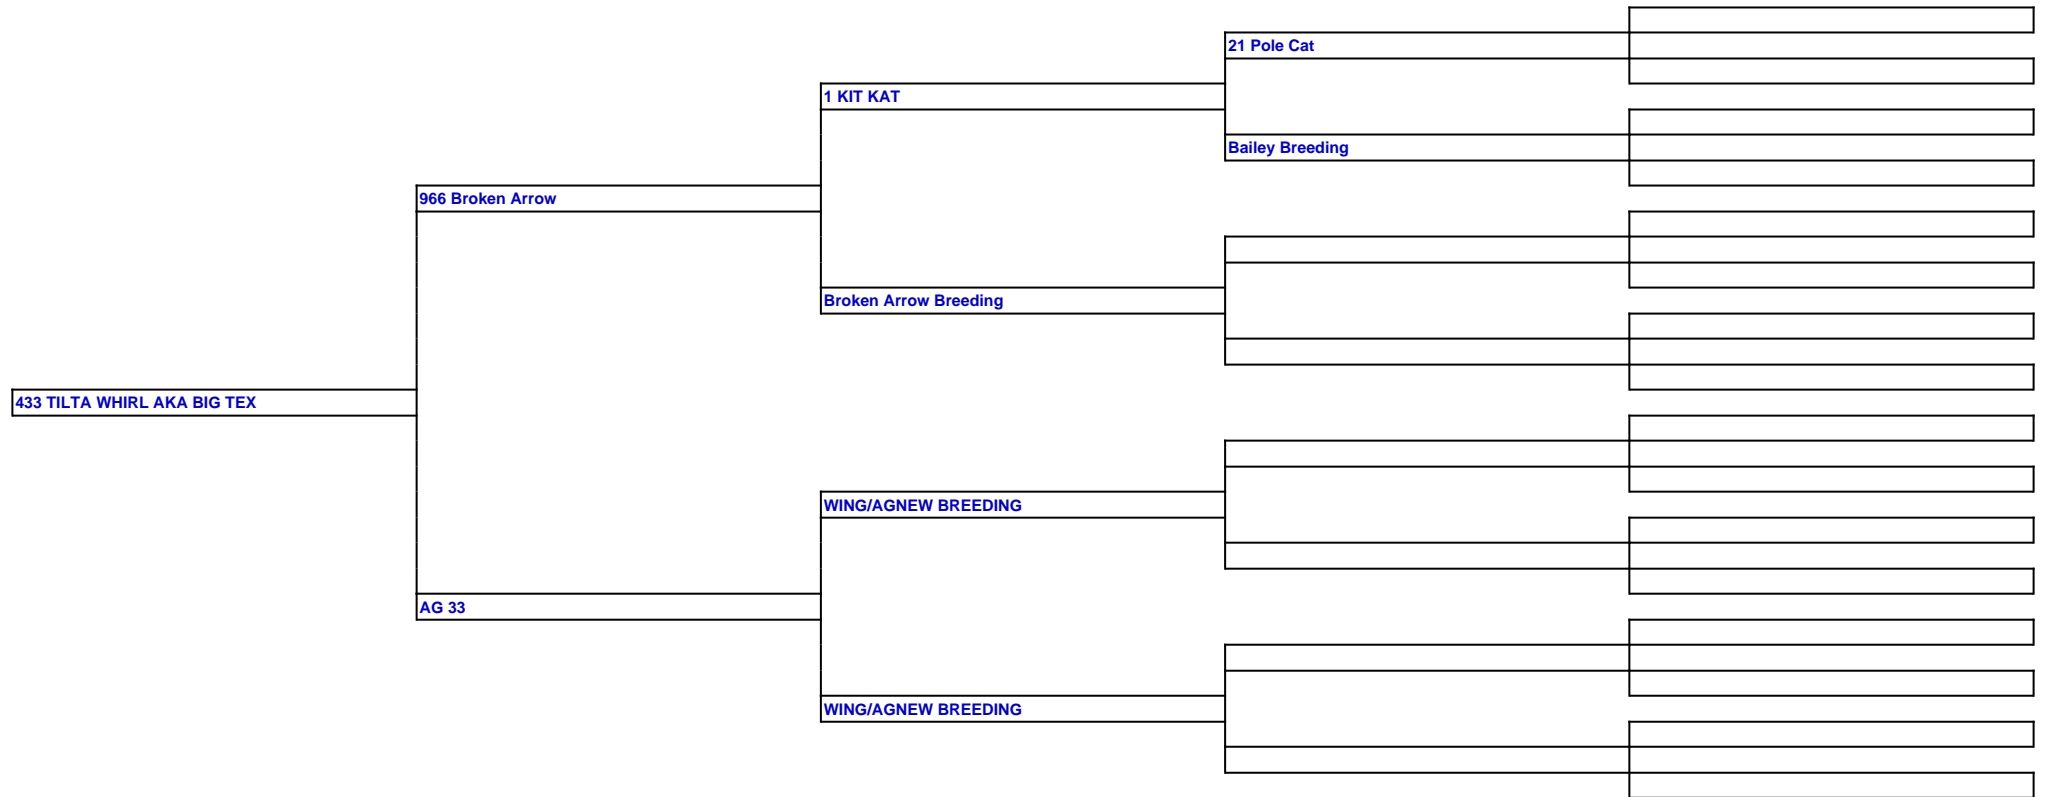 21 Pole Cat
1 KIT KAT
Bailey Breeding
966 Broken Arrow
Broken Arrow Breeding
433 TILTA WHIRL AKA BIG TEX
WING/AGNEW BREEDING
AG 33
WING/AGNEW BREEDING